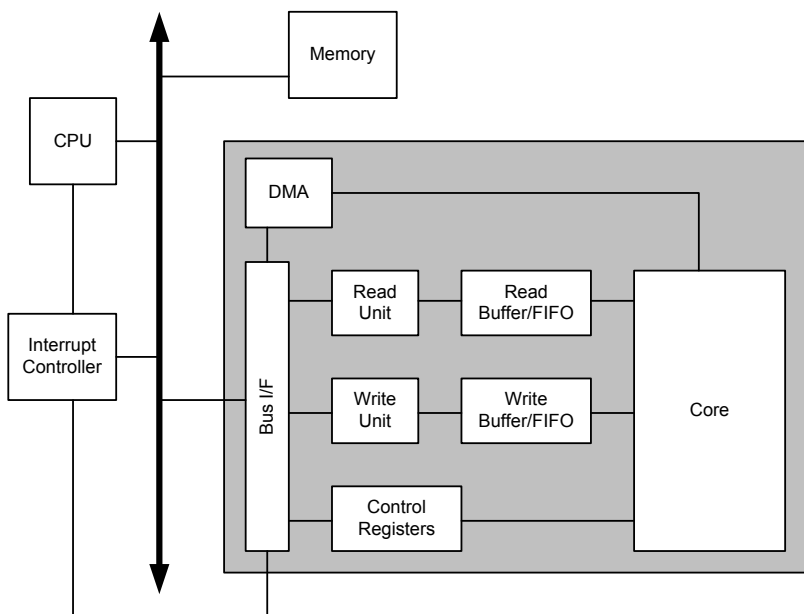 Memory
CPU
DMA
Read
Unit
Read
Buffer/FIFO
Interrupt
Controller
Bus I/F
Write
Unit
Write
Buffer/FIFO
Core
Control
Registers